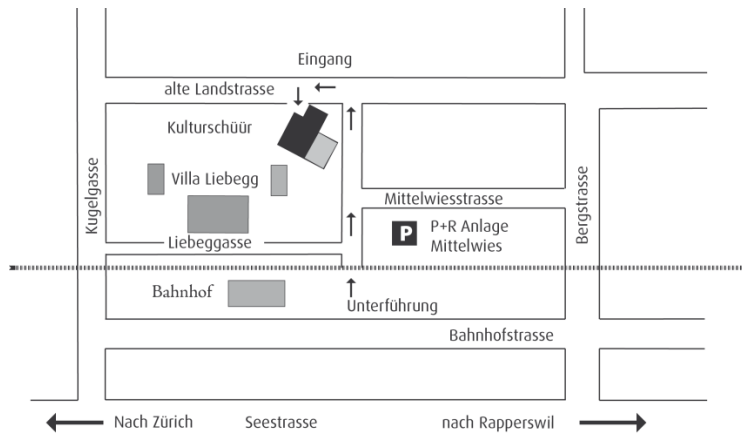 Eingang
alte Landstrasse
Kulturschüür
Villa Liebegg
Kugelgasse
Mittelwiesstrasse
Bergstrasse
P
P+R Anlage
Mittelwies
Liebeggasse
Bahnhof
Unterführung
Bahnhofstrasse
Nach Zürich
Seestrasse
nach Rapperswil